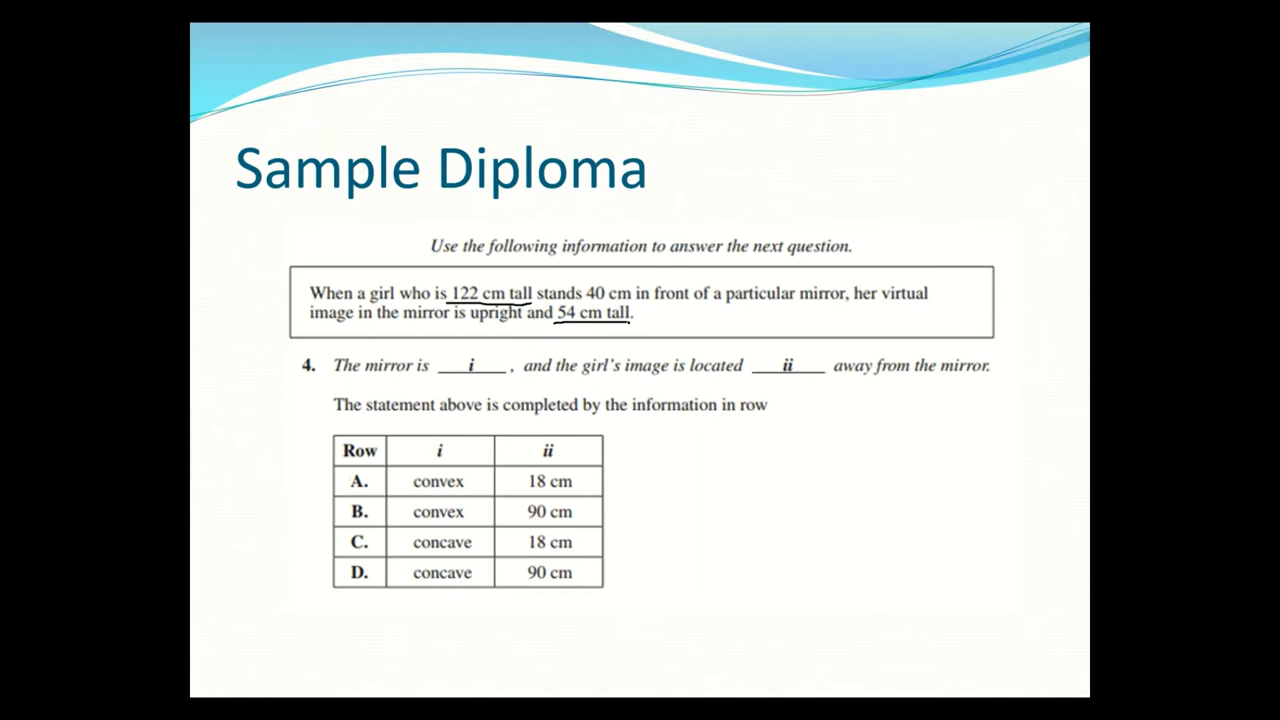 Sample Diploma
Use the following information to answer the next question.
When a girl who is 122 cm tall stands 40 cm in front of a particular mirror, her virtual
image in the mirror is upright and 54 cm tall.
4. The mirror is ___i___ , and the girl's image is located ___ii___ away from the mirror.
The statement above is completed by the information in row
Row i ii
A. convex 18 cm
B. convex 90 cm
C. concave 18 cm
D. concave 90 cm